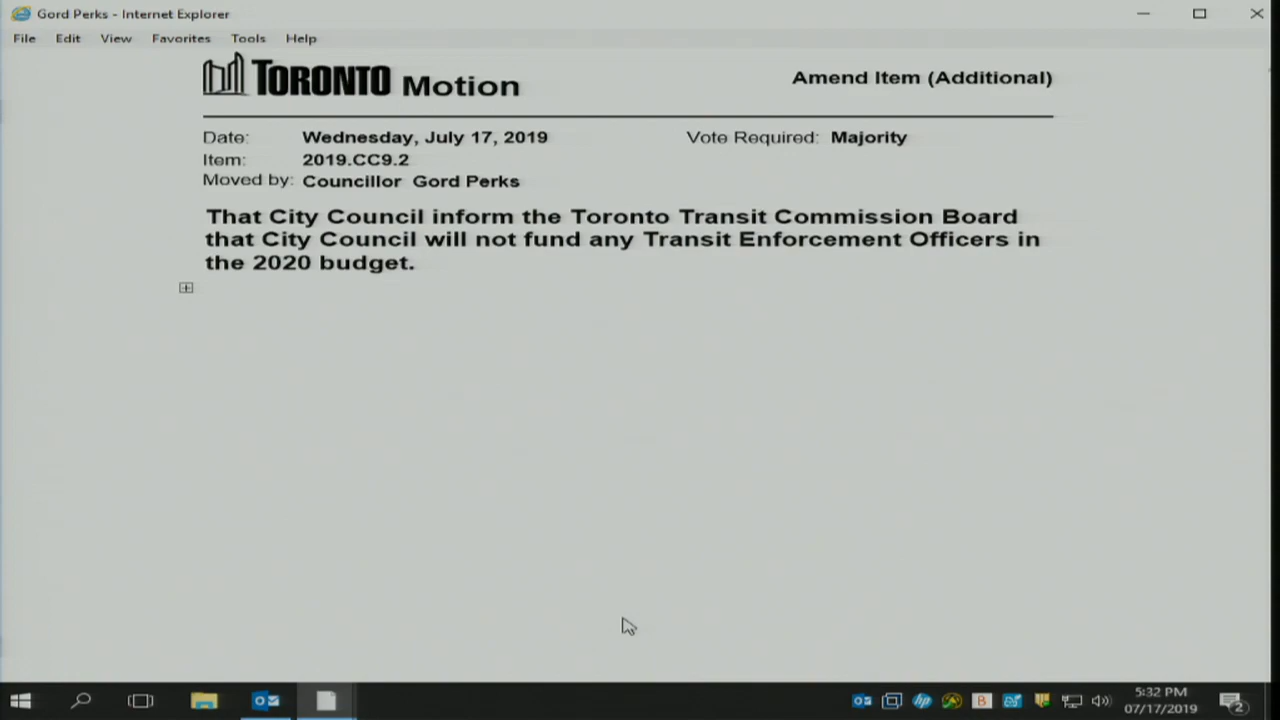 Gord Perks - Internet Explorer
File Edit View Favorites Tools Help
TORONTO Motion
Amend Item (Additional)
Date: Wednesday, July 17, 2019
Vote Required: Majority
Item: 2019.CC9.2
Moved by: Councillor Gord Perks
That City Council inform the Toronto Transit Commission Board
that City Council will not fund any Transit Enforcement Officers in
the 2020 budget.
5:32 PM
07/17/2019
2